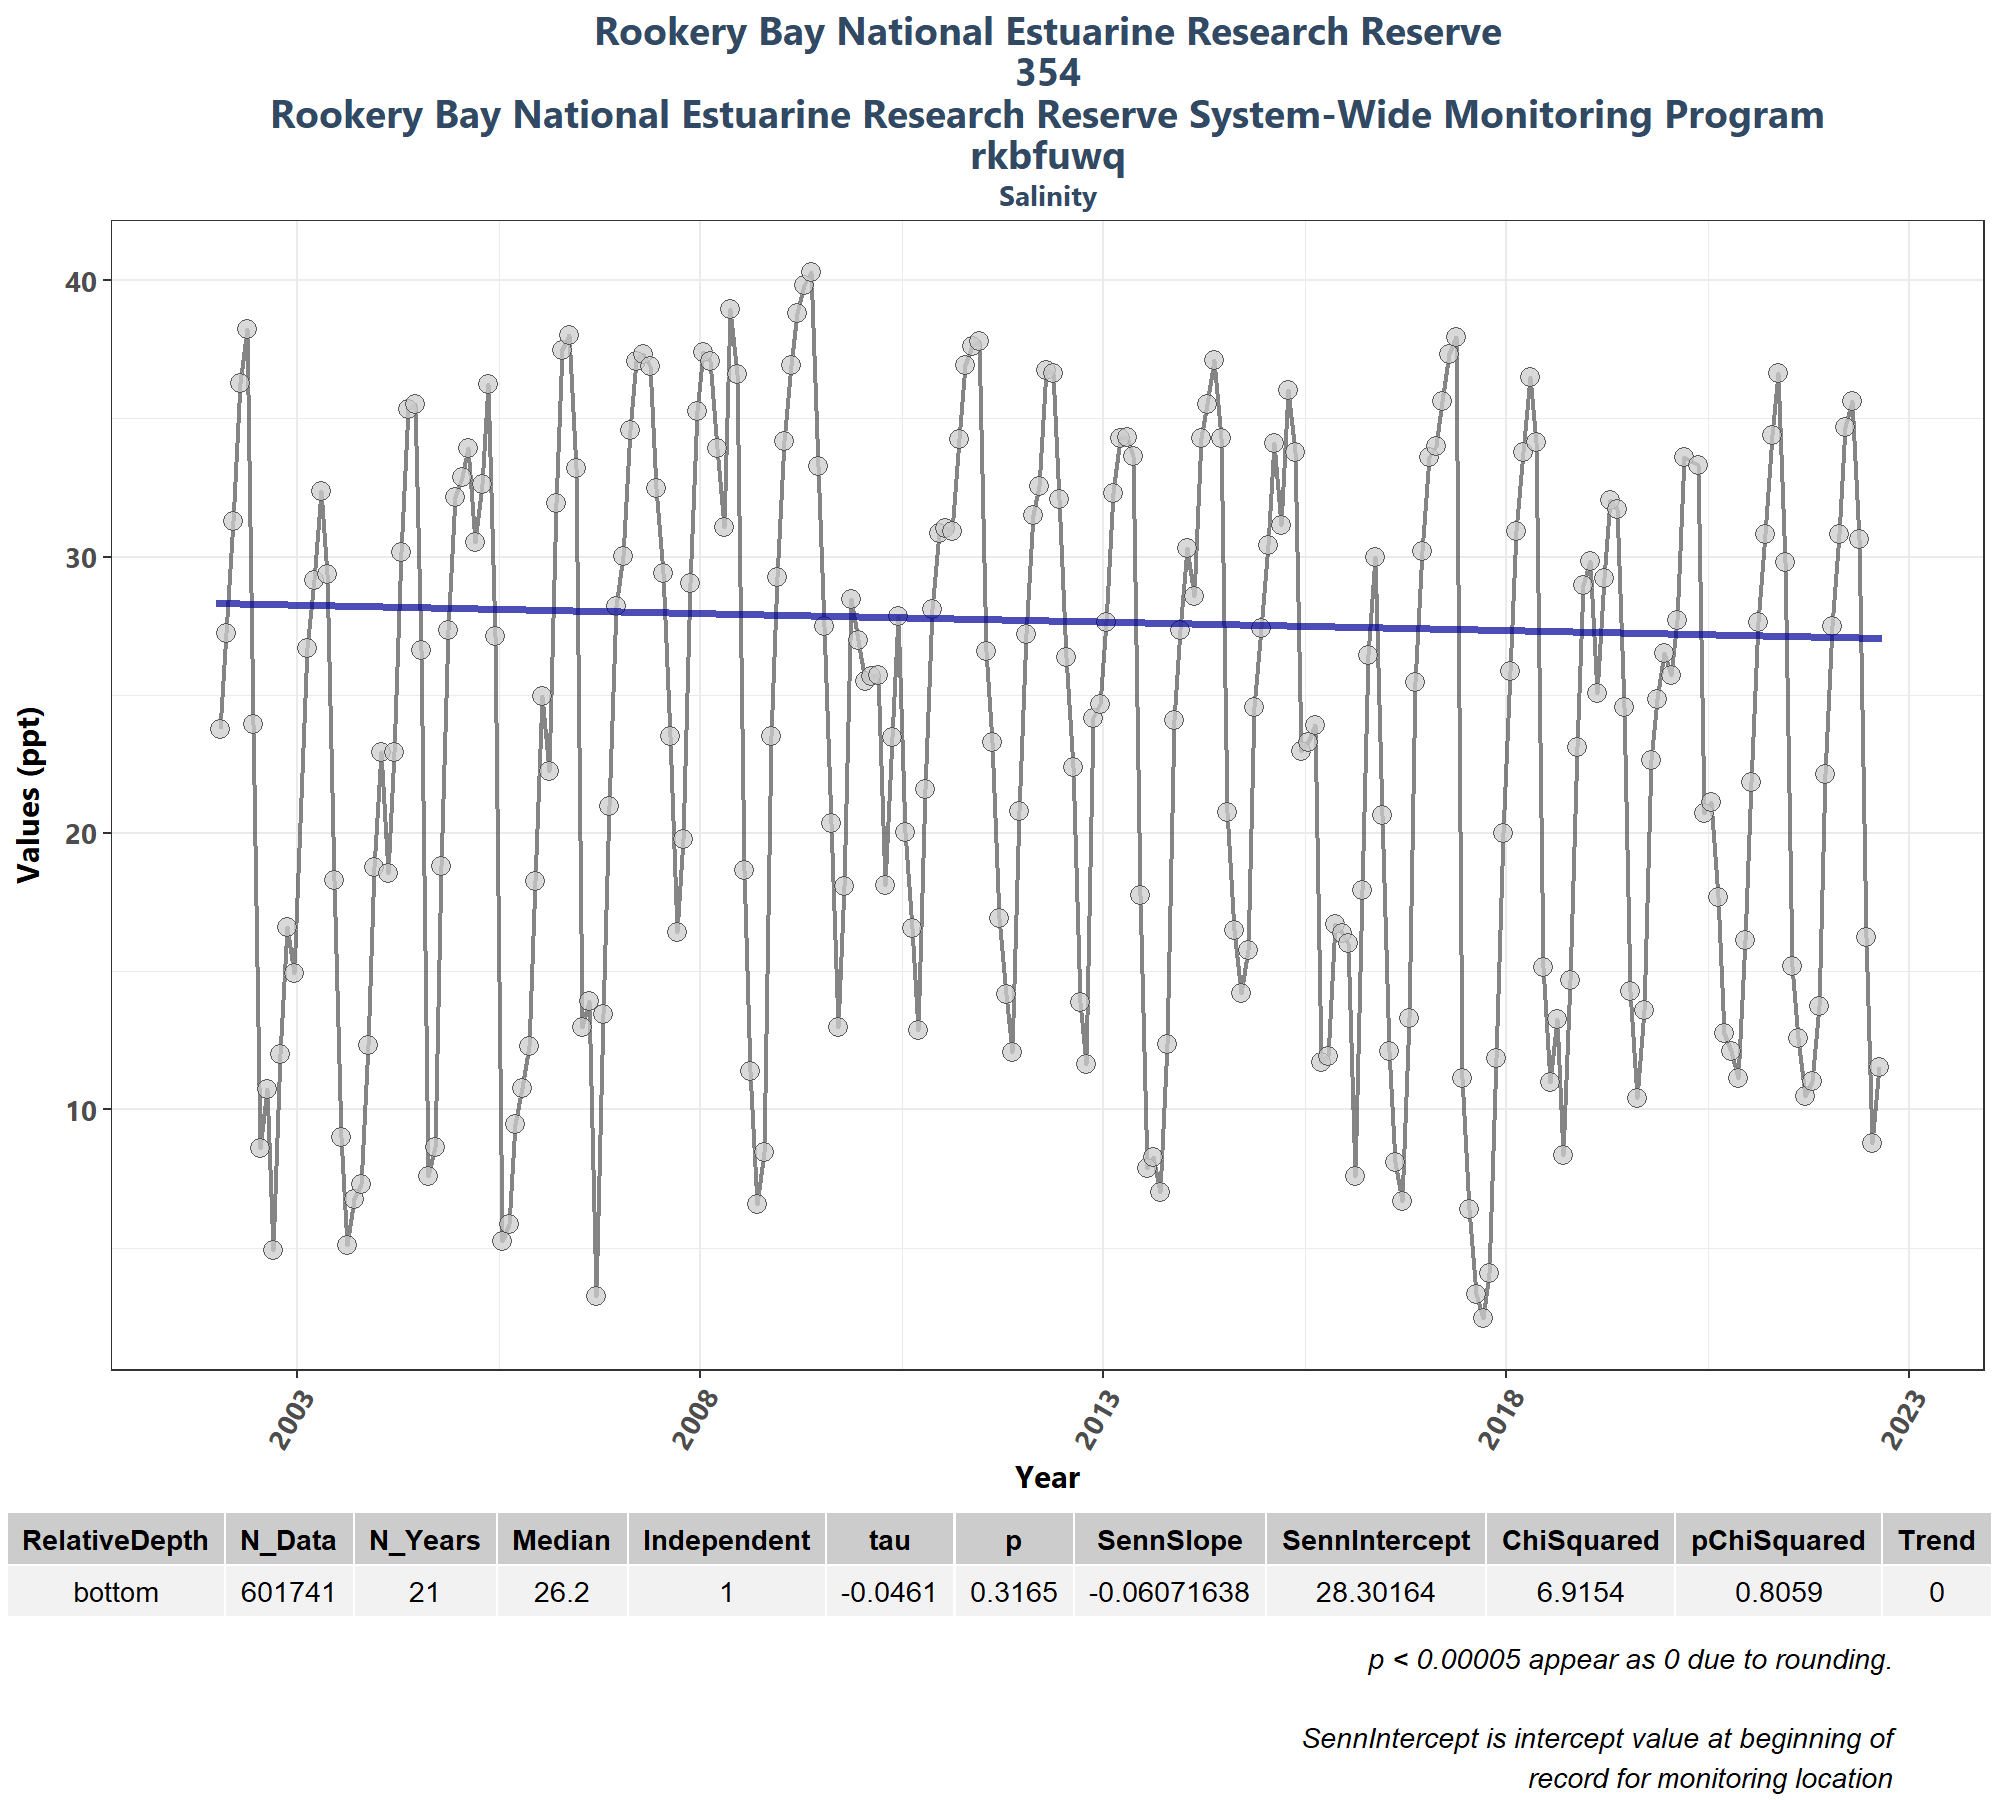 Rookery Bay National Estuarine Research Reserve
354
Rookery Bay National Estuarine Research Reserve System-Wide Monitoring Program
rkbfuwq
Salinity
40
30
20
10
Values (ppt)
2003 2008 2013 2018 2023
Year
RelativeDepth N_Data N_Years Median Independent tau p SennSlope SennIntercept ChiSquared pChiSquared Trend
bottom 601741 21 26.2 1 -0.0461 0.3165 -0.06071638 28.30164 6.9154 0.8059 0
p < 0.00005 appear as 0 due to rounding.
SennIntercept is intercept value at beginning of
record for monitoring location